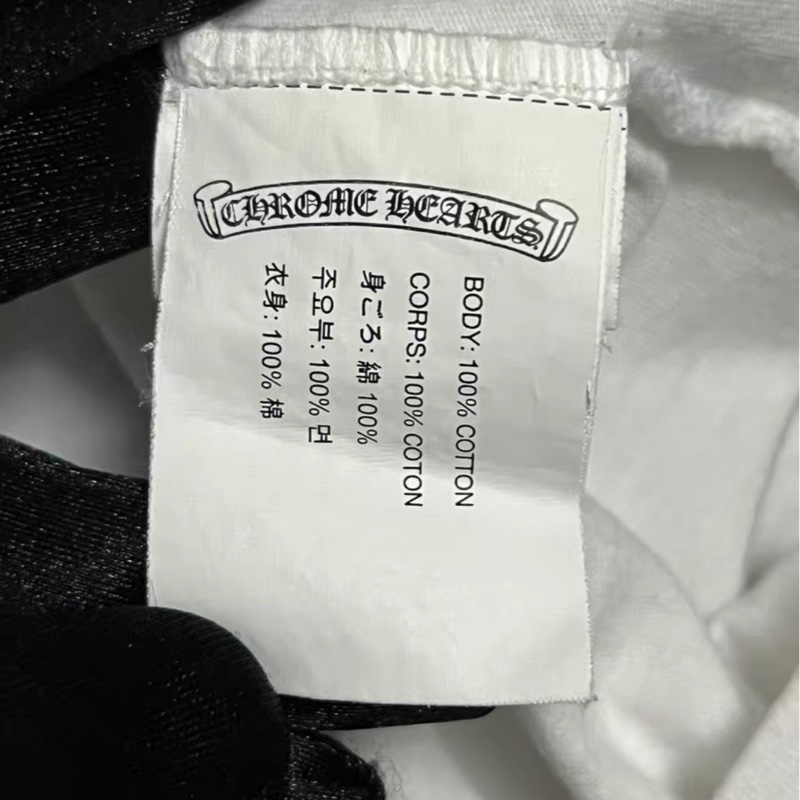 CHROME HEARTS
BODY: 100% COTTON
CORPS: 100% COTON
身ごろ: 綿 100%
주요부: 100% 면
衣身: 100% 棉